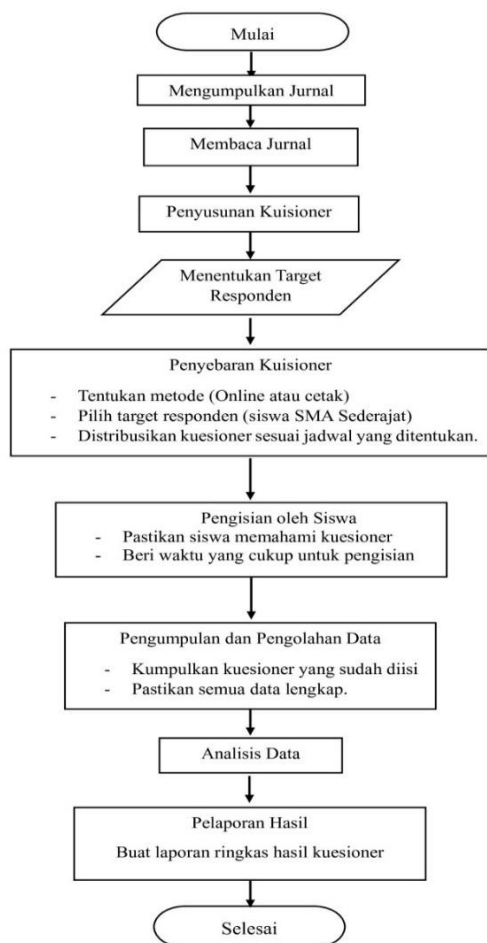 Mulai
Mengumpulkan Jurnal
Membaca Jurnal
Penyusunan Kuisioner
Menentukan Target
Responden
Penyebaran Kuisioner
- Tentukan metode (Online atau cetak)
- Pilih target responden (siswa SMA Sederajat)
- Distribusikan kuesioner sesuai jadwal yang ditentukan.
Pengisian oleh Siswa
- Pastikan siswa memahami kuesioner
- Beri waktu yang cukup untuk pengisian
Pengumpulan dan Pengolahan Data
- Kumpulkan kuesioner yang sudah diisi
- Pastikan semua data lengkap.
Analisis Data
Pelaporan Hasil
Buat laporan ringkas hasil kuesioner
Selesai